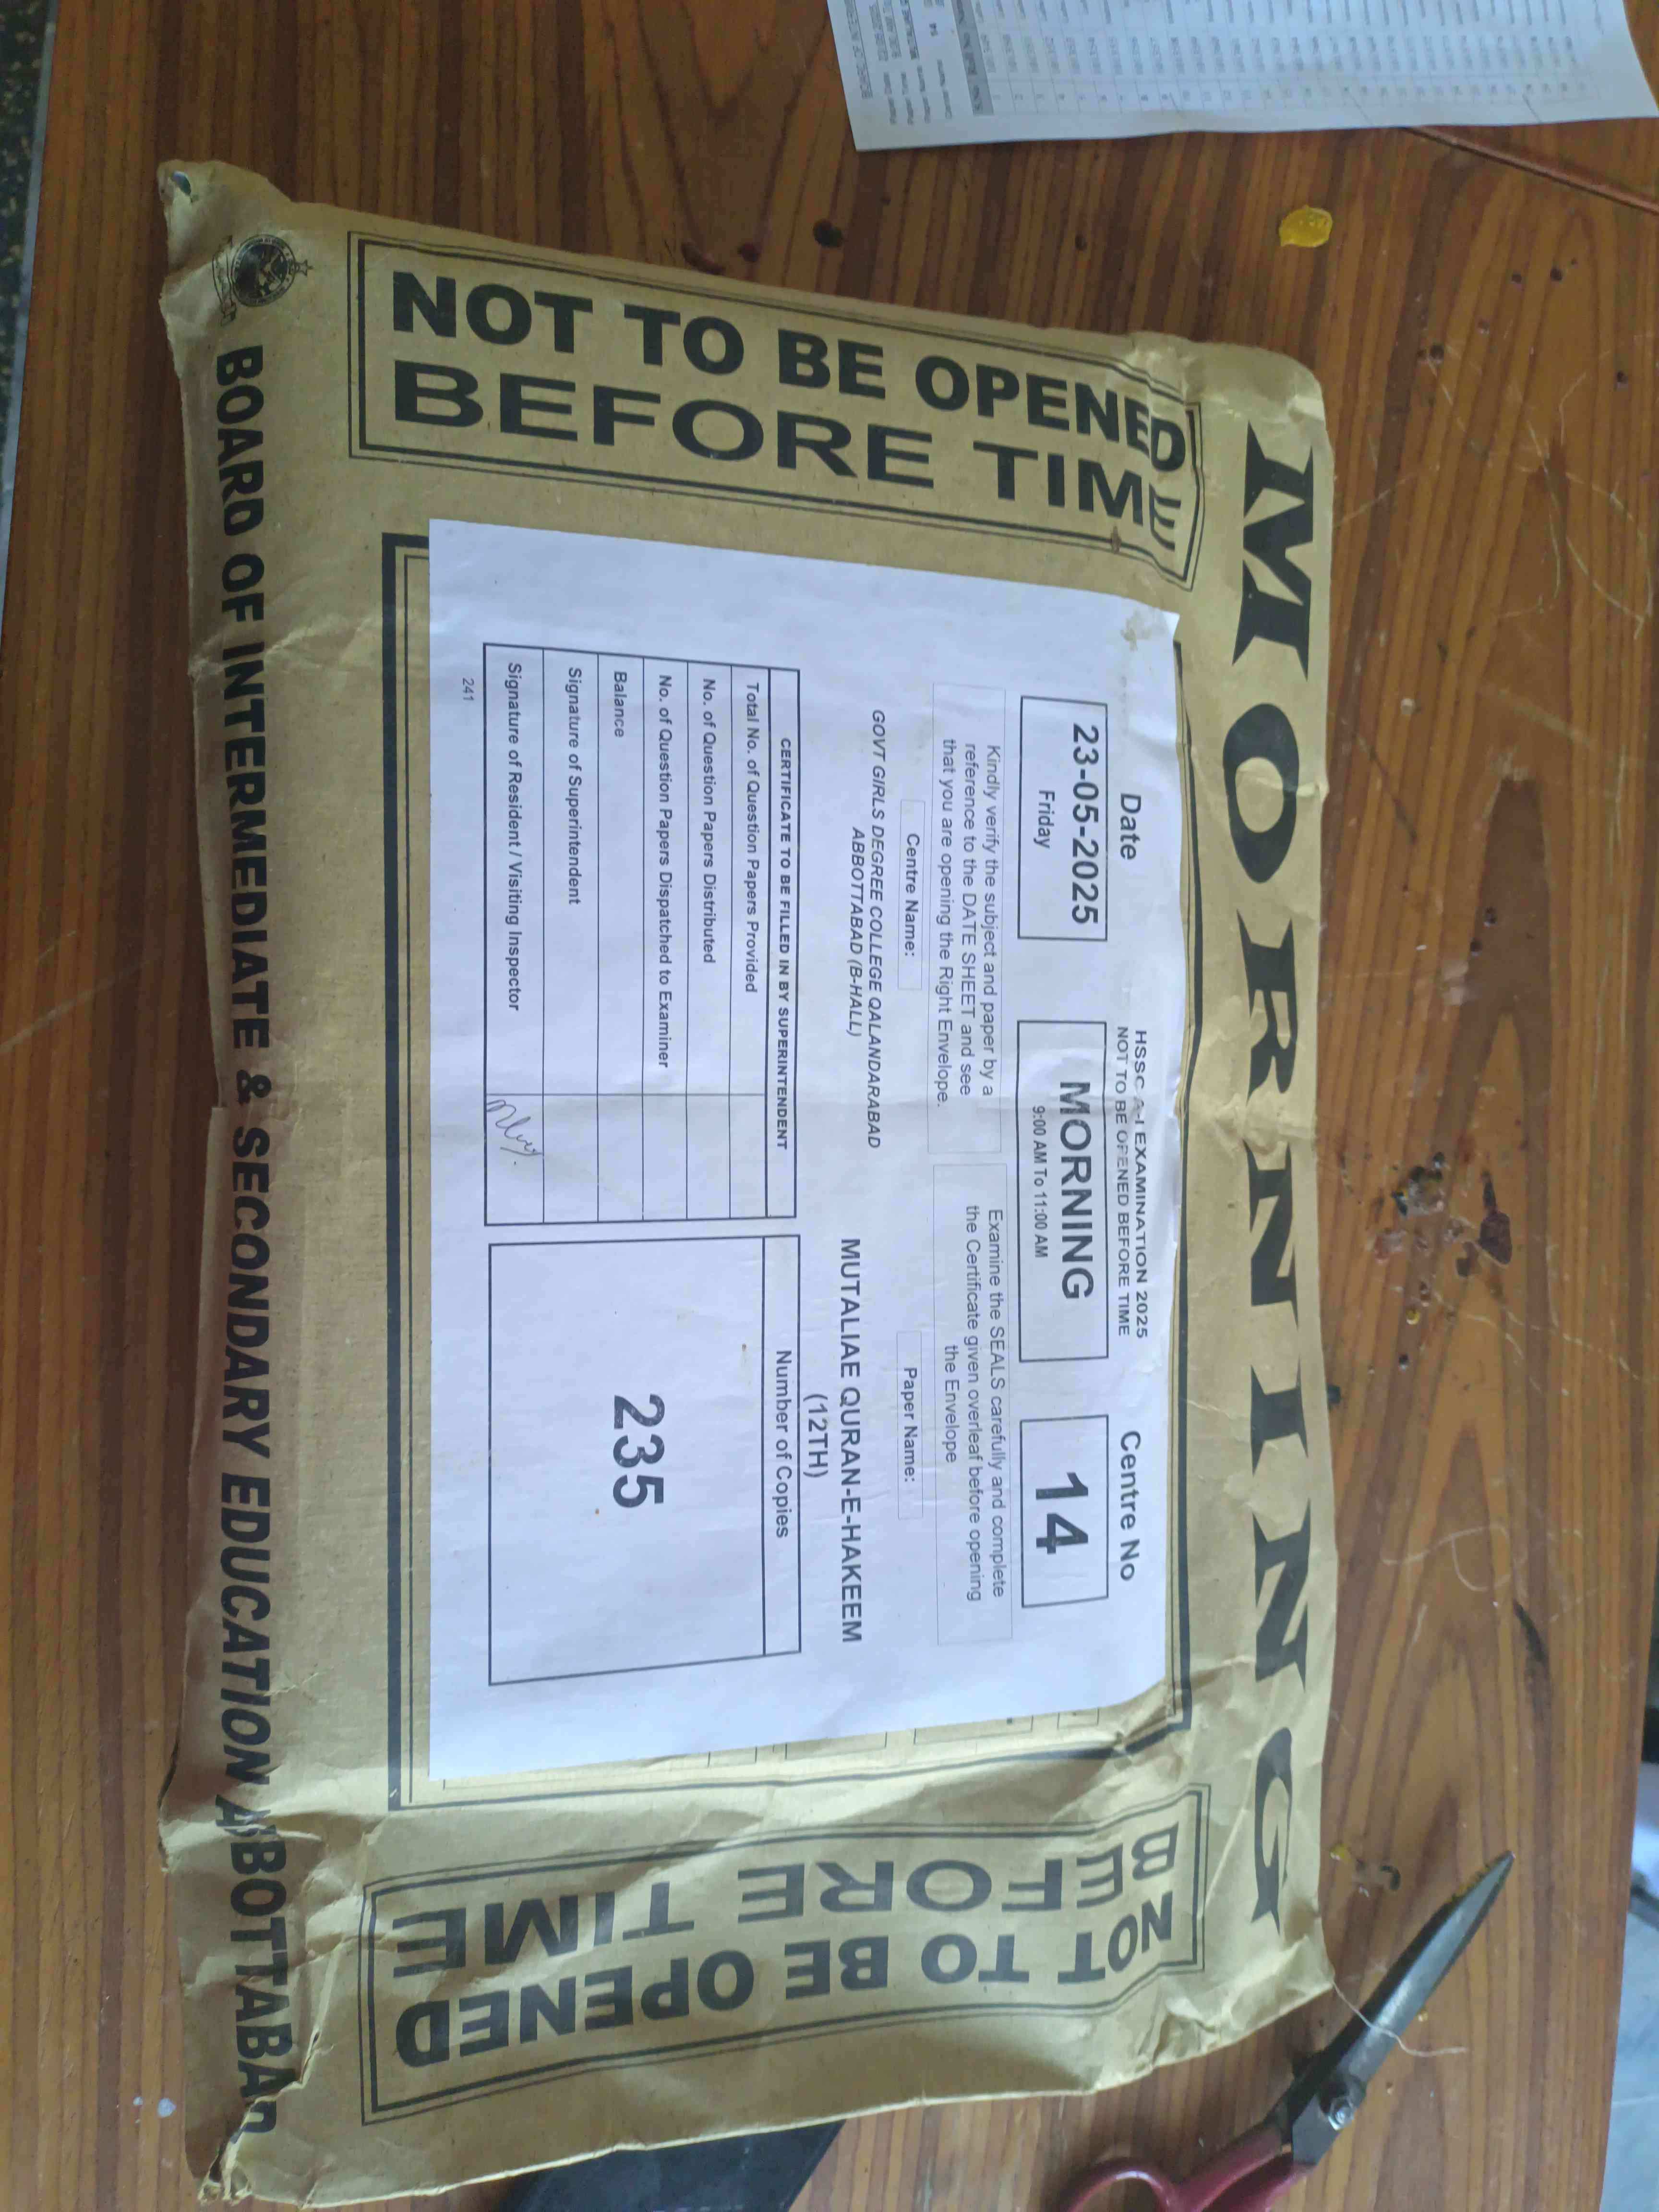 MORNING
NOT TO BE OPENED
BEFORE TIME
HSSC A-I EXAMINATION 2025
NOT TO BE OPENED BEFORE TIME
Date
Centre No
23-05-2025
Friday
MORNING
9:00 AM To 11:00 AM
14
Kindly verify the subject and paper by a
reference to the DATE SHEET and see
that you are opening the Right Envelope.
Examine the SEALS carefully and complete
the Certificate given overleaf before opening
the Envelope
Centre Name:
Paper Name:
GOVT GIRLS DEGREE COLLEGE QALANDARABAD
ABBOTTABAD (B-HALL)
MUTALIAE QURAN-E-HAKEEM
(12TH)
CERTIFICATE TO BE FILLED IN BY SUPERINTENDENT
Total No. of Question Papers Provided
No. of Question Papers Distributed
No. of Question Papers Dispatched to Examiner
Balance
Signature of Superintendent
Signature of Resident / Visiting Inspector
Number of Copies
235
241
NOT TO BE OPENED
BEFORE TIME
BOARD OF INTERMEDIATE & SECONDARY EDUCATION ABBOTTABAD